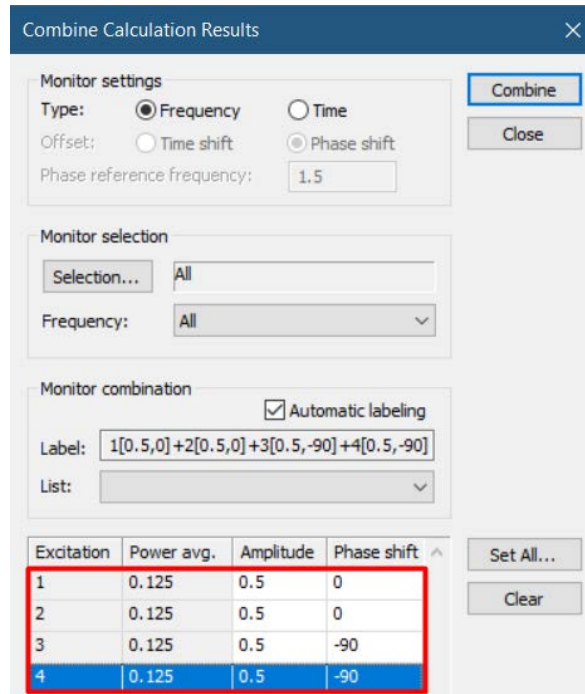 Combine Calculation Results
Monitor settings
Combine
Type: Frequency Time
Close
Offset: Time shift Phase shift
Phase reference frequency: 1.5
Monitor selection
Selection... All
Frequency: All
Monitor combination
Automatic labeling
Label: 1[0.5,0]+2[0.5,0]+3[0.5,-90]+4[0.5,-90]
List:
Excitation Power avg. Amplitude Phase shift
Set All...
1 0.125 0.5 0
Clear
2 0.125 0.5 0
3 0.125 0.5 -90
4 0.125 0.5 -90